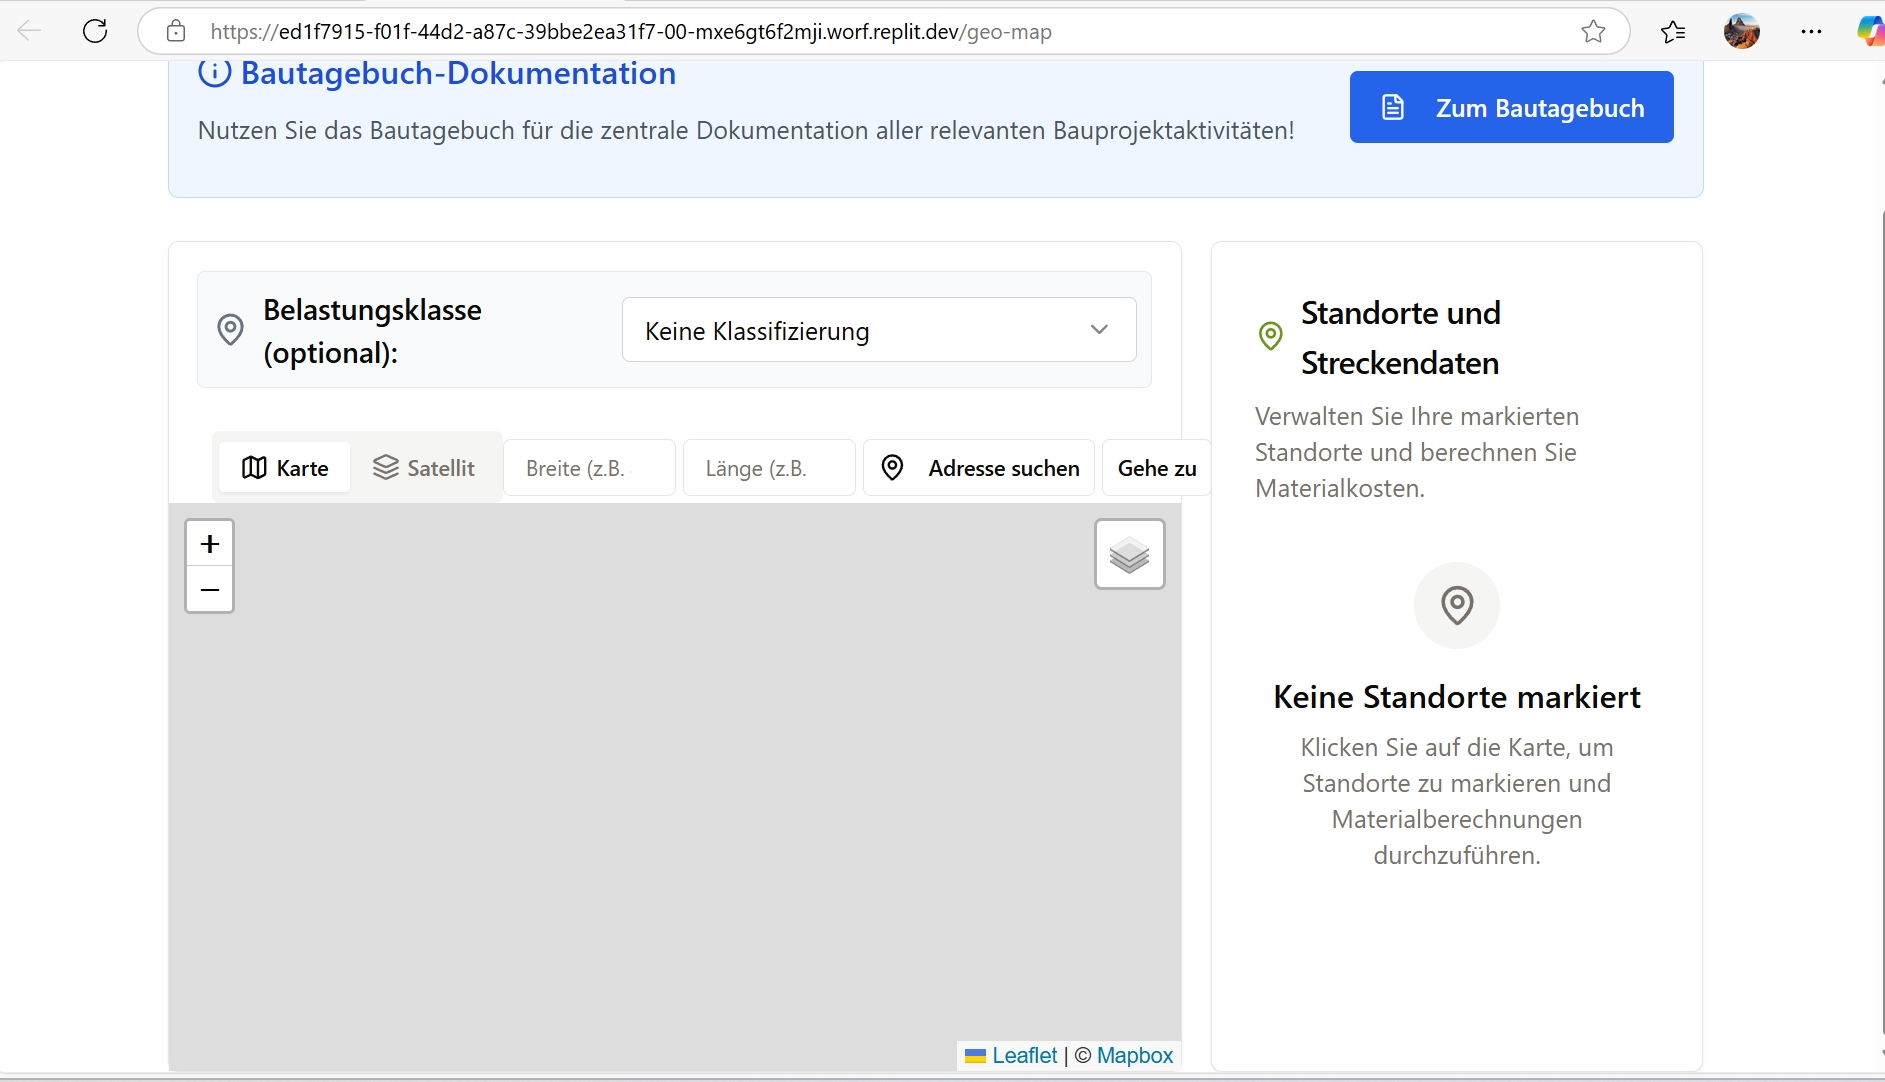 https://ed1f7915-f01f-44d2-a87c-39bbe2ea31f7-00-mxe6gt6f2mji.worf.replit.dev/geo-map
Bautagebuch-Dokumentation
Nutzen Sie das Bautagebuch für die zentrale Dokumentation aller relevanten Bauprojektaktivitäten!
Zum Bautagebuch
Belastungsklasse
(optional):
Keine Klassifizierung
Karte
Satellit
Breite (z.B.
Länge (z.B.
Adresse suchen
Gehe zu
+
−
Leaflet | © Mapbox
Standorte und
Streckendaten
Verwalten Sie Ihre markierten
Standorte und berechnen Sie
Materialkosten.
Keine Standorte markiert
Klicken Sie auf die Karte, um
Standorte zu markieren und
Materialberechnungen
durchzuführen.